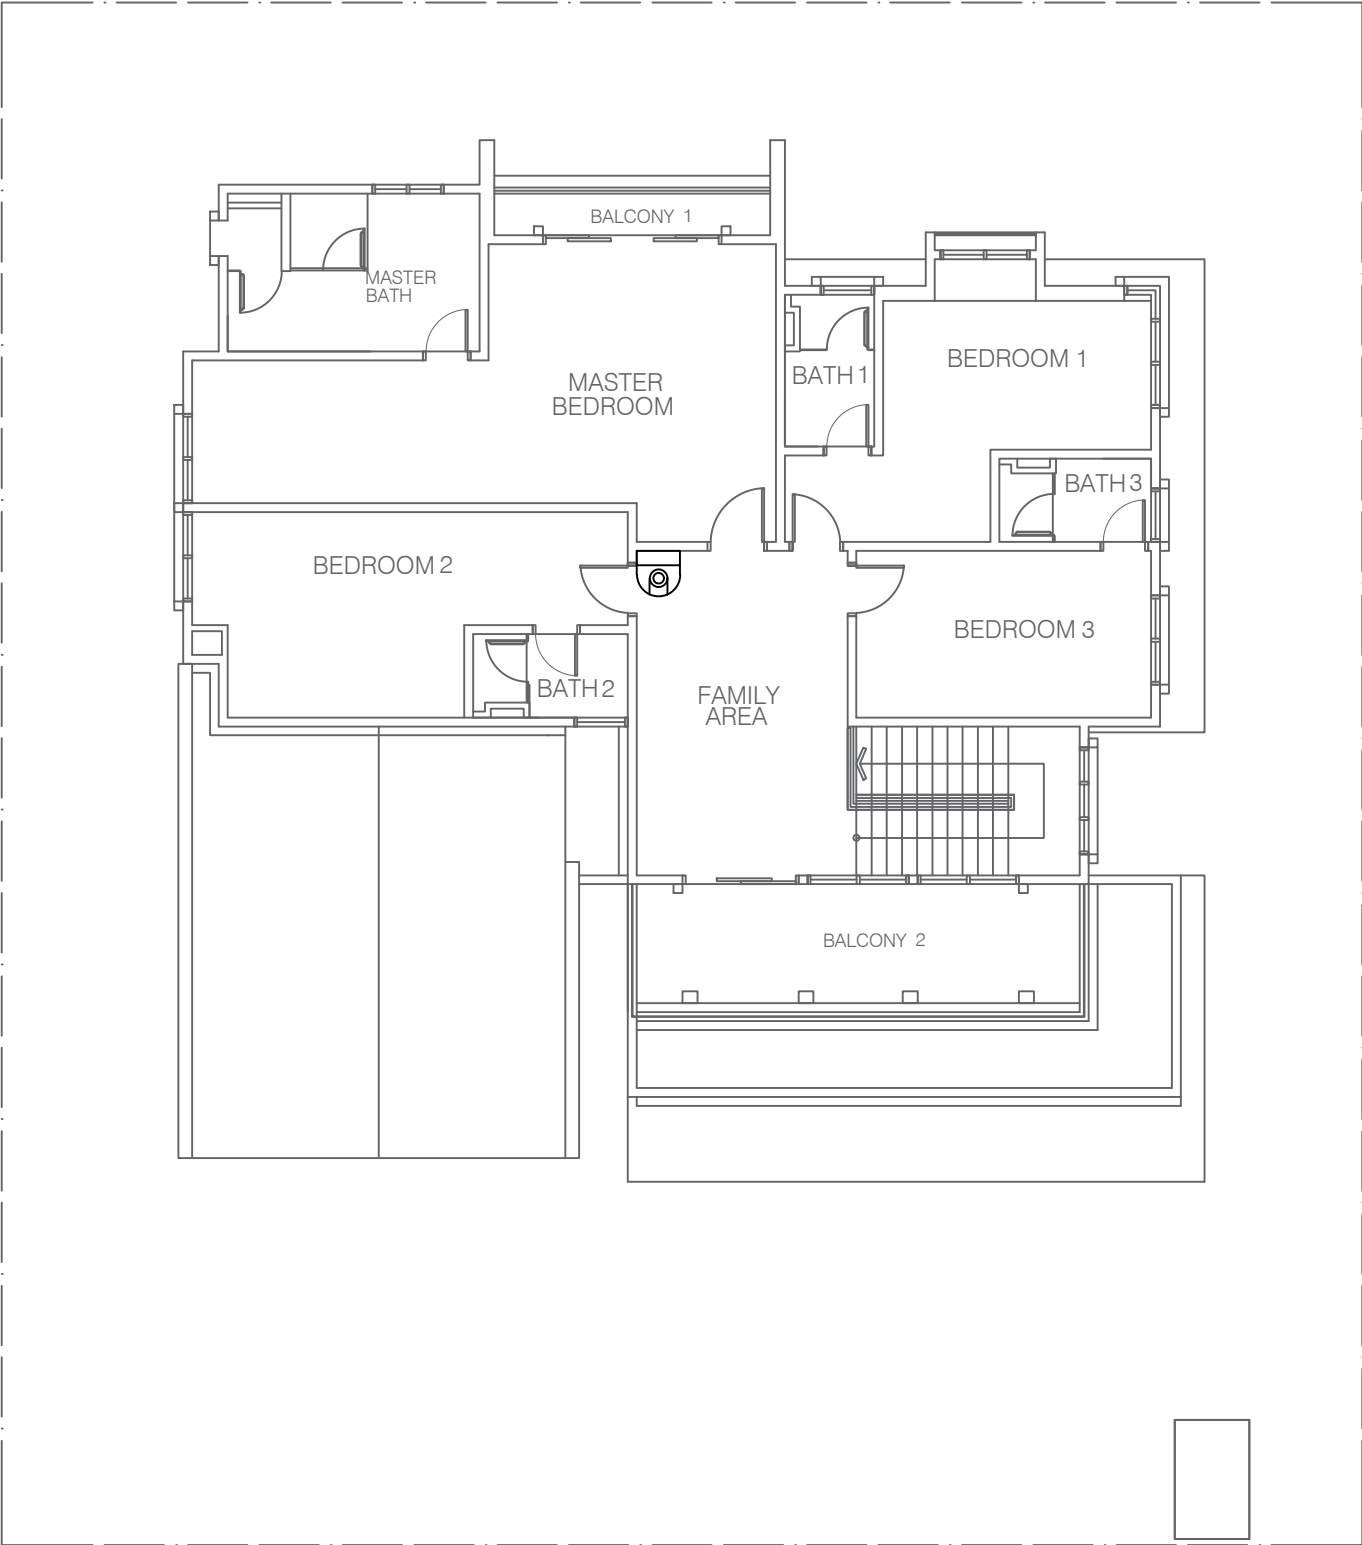 BALCONY 1
MASTER
BATH
BEDROOM 1
BATH 1
MASTER
BEDROOM
BATH 3
BEDROOM 2
BEDROOM 3
BATH 2
FAMILY
AREA
BALCONY 2